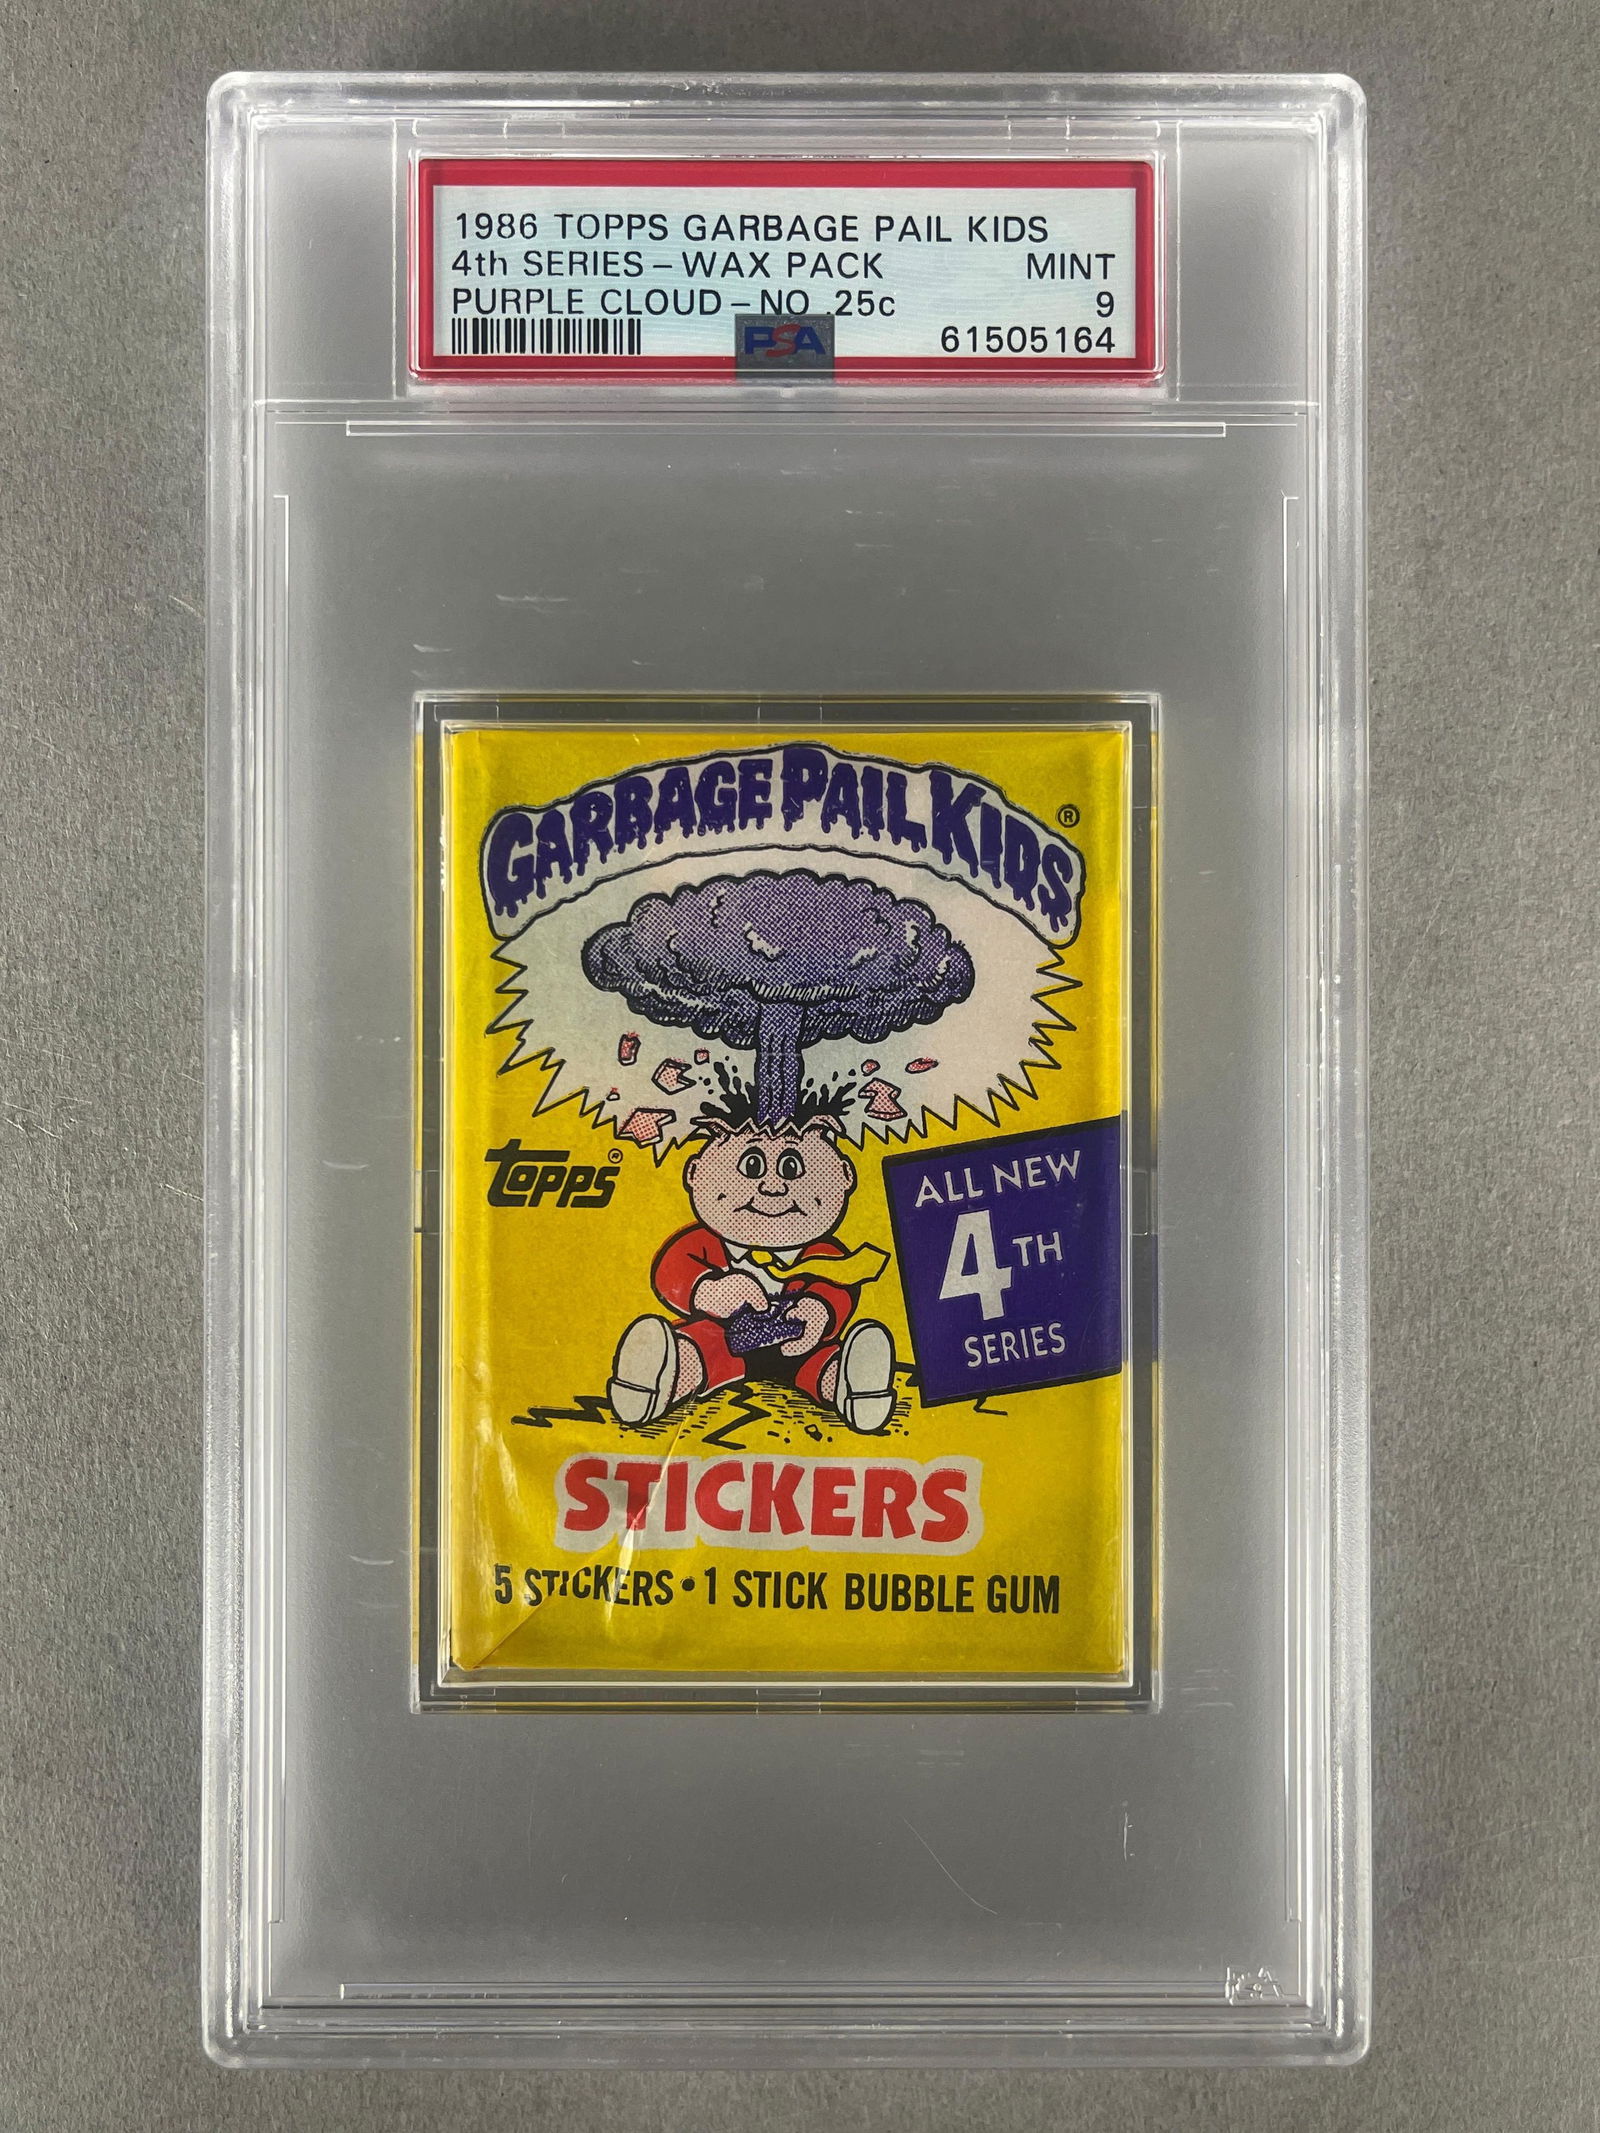 1986 TOPPS GARBAGE PAIL KIDS
4th SERIES - WAX PACK MINT
PURPLE CLOUD - NO .25c 9
PSA 61505164
GARBAGE PAIL KIDS ®
TOPPS ®
ALL NEW
4TH
SERIES
STICKERS
5 STICKERS • 1 STICK BUBBLE GUM
PSA